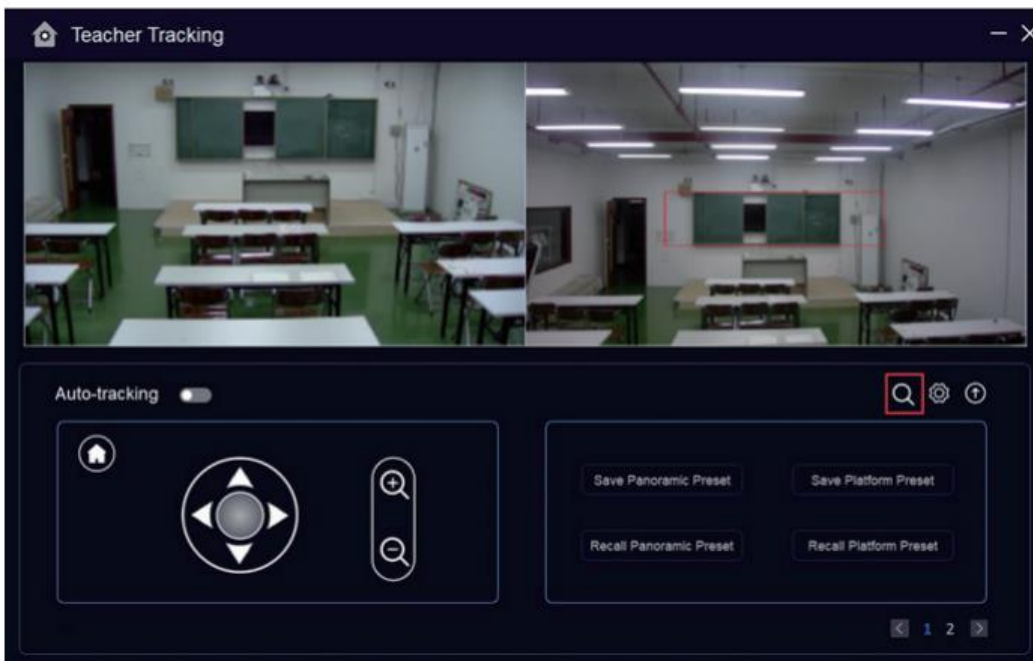 Teacher Tracking
Auto-tracking
Save Panoramic Preset
Save Platform Preset
Recall Panoramic Preset
Recall Platform Preset
1 2